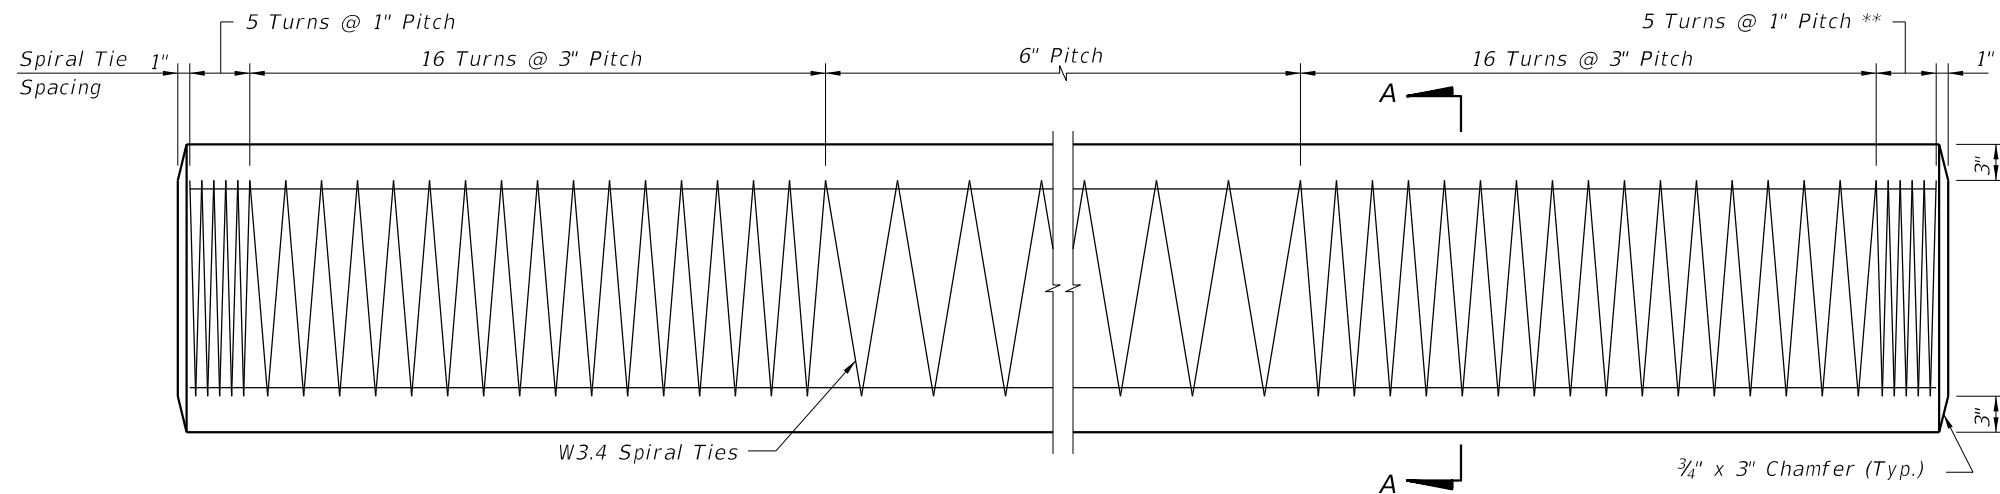 5 Turns @ 1" Pitch
5 Turns @ 1" Pitch **
Spiral Tie
Spacing
1"
16 Turns @ 3" Pitch
6" Pitch
16 Turns @ 3" Pitch
1"
A
3"
3"
W3.4 Spiral Ties
¾" x 3" Chamfer (Typ.)
A